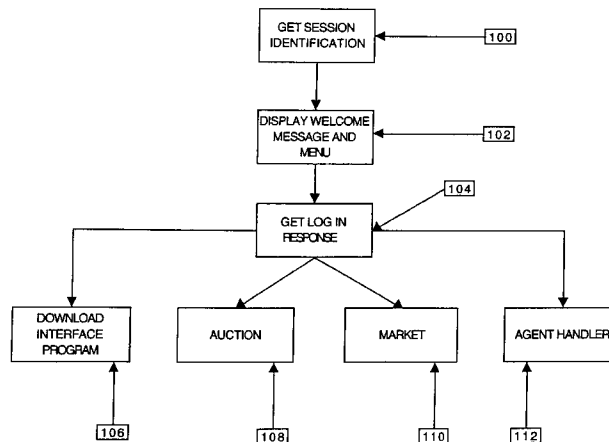 GET SESSION
IDENTIFICATION
100
DISPLAY WELCOME
MESSAGE AND
MENU
102
104
GET LOG IN
RESPONSE
DOWNLOAD
INTERFACE
PROGRAM
AUCTION
MARKET
AGENT HANDLER
106
108
110
112